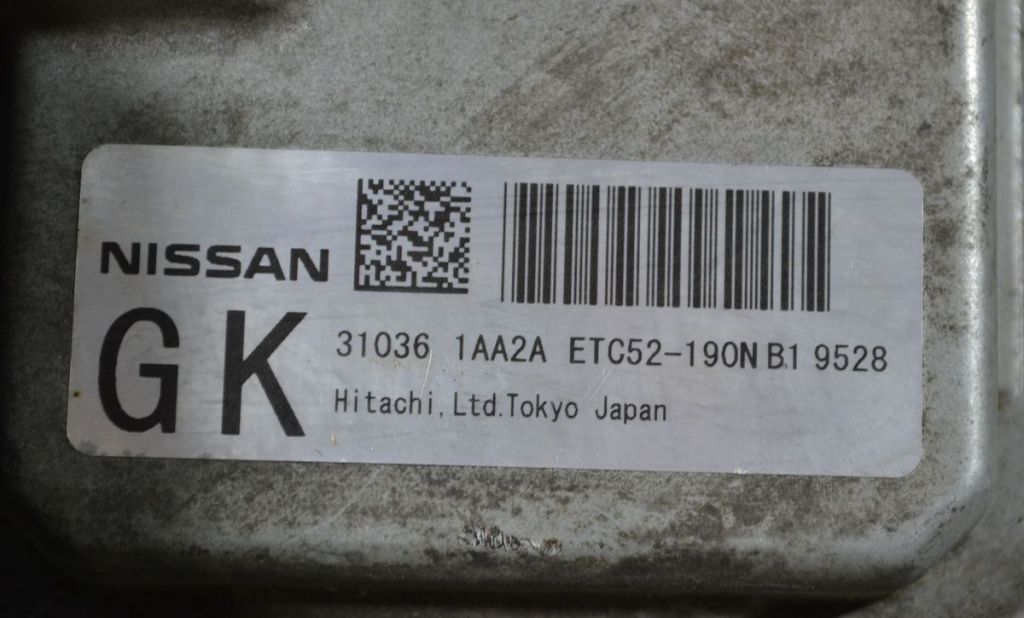 NISSAN
GK
31036 1AA2A ETC52-190N B1 9528
Hitachi, Ltd. Tokyo Japan